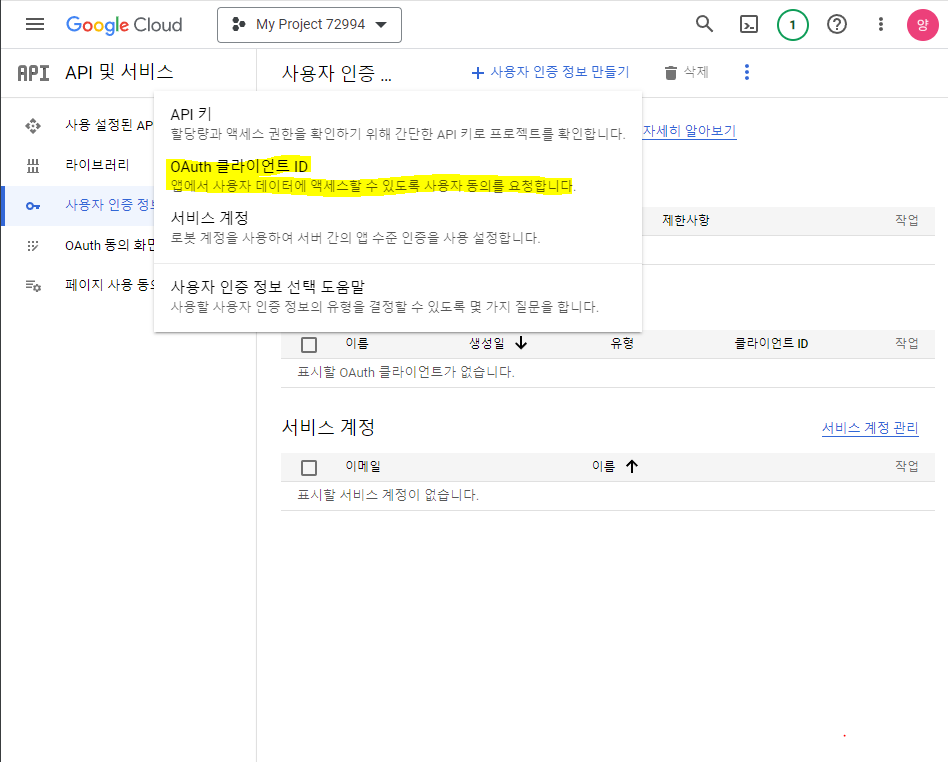 Google Cloud
My Project 72994
1
양
API
API 및 서비스
사용자 인증 ...
사용자 인증 정보 만들기
삭제
사용 설정된 AP
라이브러리
사용자 인증 정보
OAuth 동의 화면
페이지 사용 동의
API 키
할당량과 액세스 권한을 확인하기 위해 간단한 API 키로 프로젝트를 확인합니다.
OAuth 클라이언트 ID
앱에서 사용자 데이터에 액세스할 수 있도록 사용자 동의를 요청합니다.
서비스 계정
로봇 계정을 사용하여 서버 간의 앱 수준 인증을 사용 설정합니다.
사용자 인증 정보 선택 도움말
사용할 사용자 인증 정보의 유형을 결정할 수 있도록 몇 가지 질문을 합니다.
자세히 알아보기
제한사항 작업
이름 생성일 유형 클라이언트 ID 작업
표시할 OAuth 클라이언트가 없습니다.
서비스 계정
서비스 계정 관리
이메일 이름 작업
표시할 서비스 계정이 없습니다.